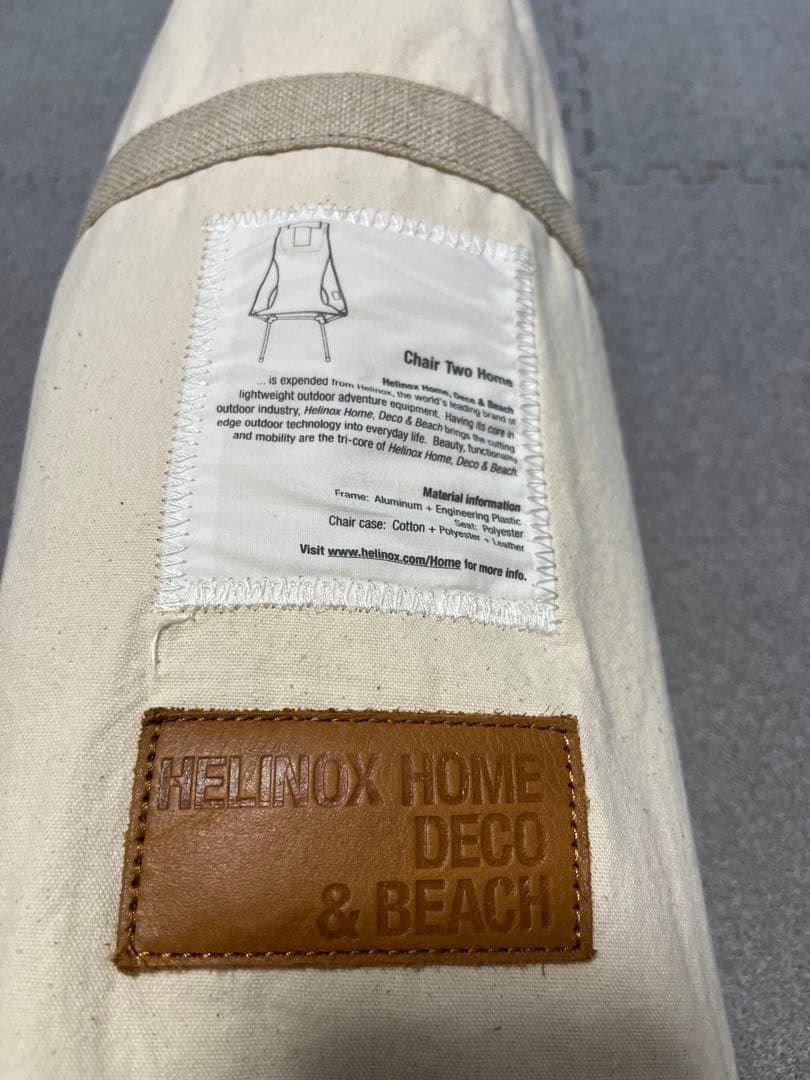 Chair Two Home
Helinox Home, Deco & Beach
... is expended from Helinox, the world's leading brand of
lightweight outdoor adventure equipment. Having its core in
outdoor industry, Helinox Home, Deco & Beach brings the cutting
edge outdoor technology into everyday life. Beauty, functionality
and mobility are the tri-core of Helinox Home, Deco & Beach.
Material information
Frame: Aluminum + Engineering Plastic
Seat: Polyester
Chair case: Cotton + Polyester + Leather
Visit www.helinox.com/Home for more info.
HELINOX HOME
DECO
& BEACH